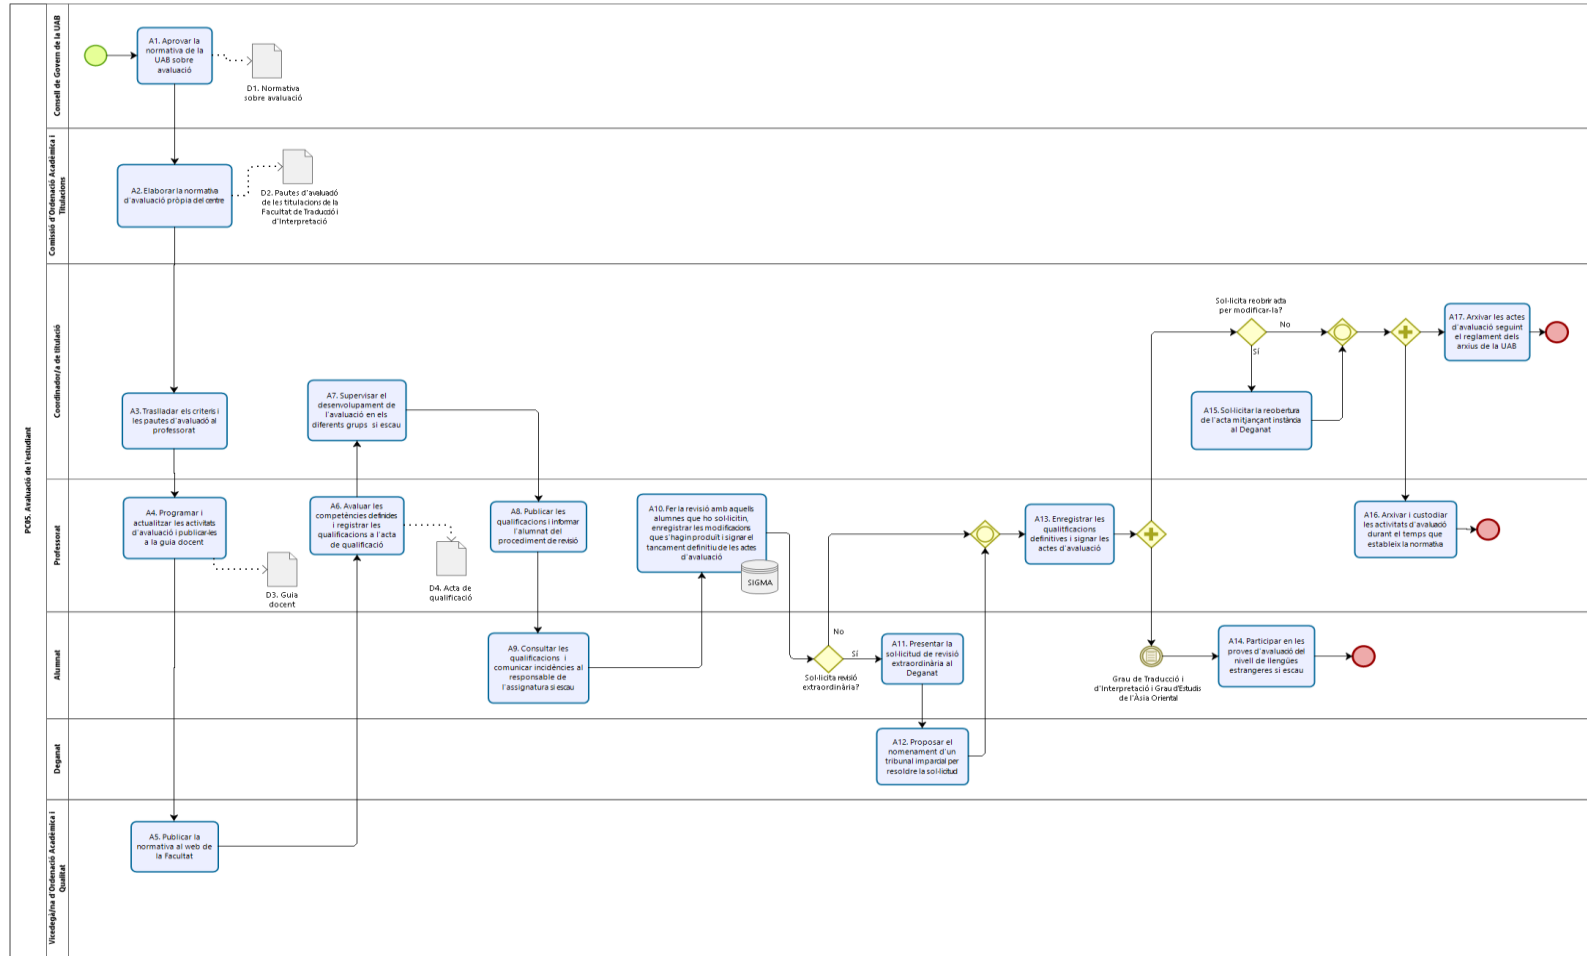 PC05. Avaluació de l'estudiant
Consell de Govern de la UAB
A1. Aprovar la
normativa de la
UAB sobre
avaluació
D1. Normativa
sobre avaluació
Comissió d'Ordenació Acadèmica i
Titulacions
A2. Elaborar la normativa
d'avaluació pròpia del centre
D2. Pautes d'avaluació
de les titulacions de la
Facultat de Traducció i
d'Interpretació
Coordinador/a de titulació
A3. Traslladar els criteris i
les pautes d'avaluació al
professorat
A7. Supervisar el
desenvolupament de
l'avaluació en els
diferents grups si escau
Sol·licita reobrir acta
per modificar-la?
No
Sí
A15. Sol·licitar la reobertura
de l'acta mitjançant instància
al Deganat
A17. Arxivar les actes
d'avaluació seguint
el reglament dels
arxius de la UAB
Professorat
A4. Programar i
actualitzar les activitats
d'avaluació i publicar-les
a la guia docent
D3. Guia
docent
A6. Avaluar les
competències definides
i registrar les
qualificacions a l'acta
de qualificació
D4. Acta de
qualificació
A8. Publicar les
qualificacions i informar
l'alumnat del
procediment de revisió
A10. Fer la revisió amb aquells
alumnes que ho sol·licitin,
enregistrar les modificacions
que s'hagin produït i signar el
tancament definitiu de les actes
d'avaluació
SIGMA
A13. Enregistrar les
qualitficacions
definitives i signar les
actes d'avaluació
A16. Arxivar i custodiar
les activitats d'avaluació
durant el temps que
estableix la normativa
Alumnat
A9. Consultar les
qualificacions i
comunicar incidències al
responsable de
l'assignatura si escau
No
Sí
Sol·licita revisió
extraordinària?
A11. Presentar la
sol·licitud de revisió
extraordinària al
Deganat
Grau de Traducció i
d'Interpretació i Grau d'Estudis
de l'Àsia Oriental
A14. Participar en les
proves d'avaluació del
nivell de llengües
estrangeres si escau
Deganat
A12. Proposar el
nomenament d'un
tribunal imparcial per
resoldre la sol·licitud
Vicedegà/na d'Ordenació Acadèmica i
Qualitat
A5. Publicar la
normativa al web de
la Facultat